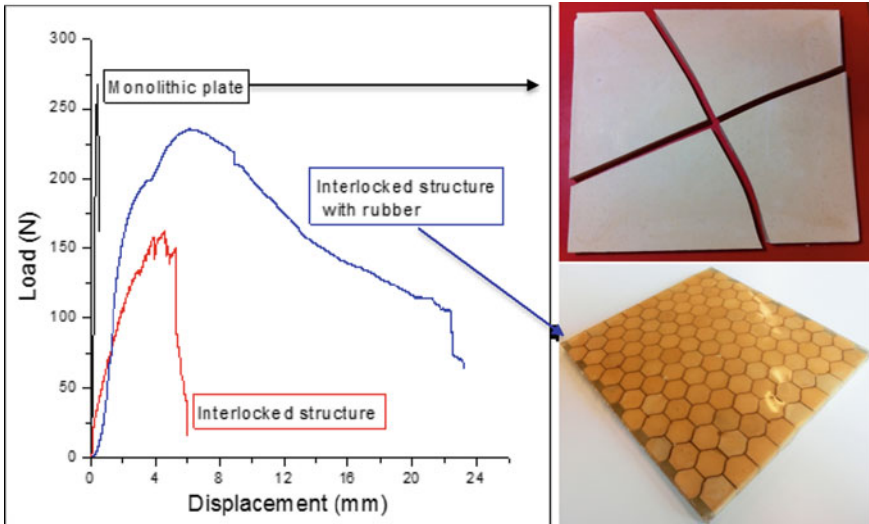 300
250
200
150
100
50
0
Load (N)
Monolithic plate
Interlocked structure
with rubber
Interlocked structure
0 4 8 12 16 20 24
Displacement (mm)